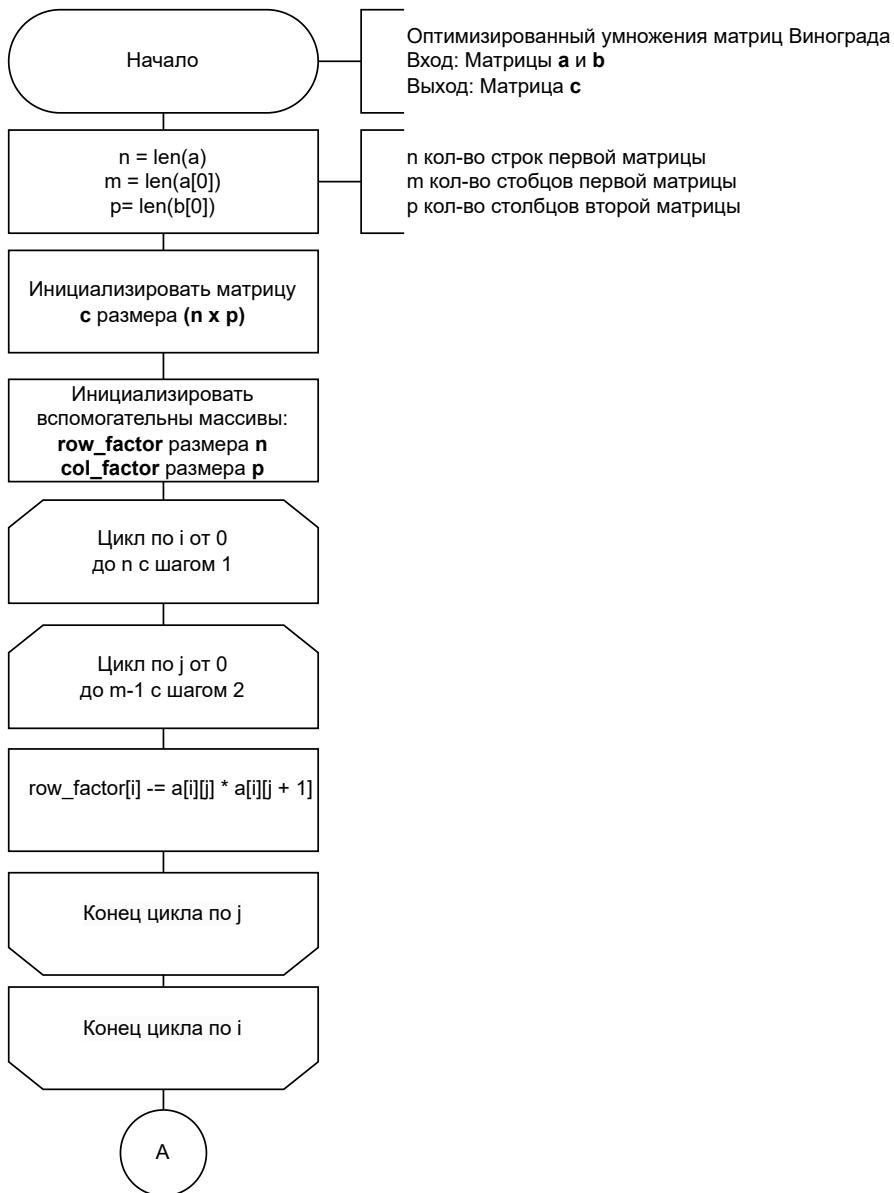 Начало
Оптимизированный умножения матриц Винограда
Вход: Матрицы a и b
Выход: Матрица c
n = len(a)
m = len(a[0])
p= len(b[0])
n кол-во строк первой матрицы
m кол-во стобцов первой матрицы
p кол-во столбцов второй матрицы
Инициализировать матрицу
c размера (n x p)
Инициализировать
вспомогательны массивы:
row_factor размера n
col_factor размера p
Цикл по i от 0
до n с шагом 1
Цикл по j от 0
до m-1 с шагом 2
row_factor[i] -= a[i][j] * a[i][j + 1]
Конец цикла по j
Конец цикла по i
A